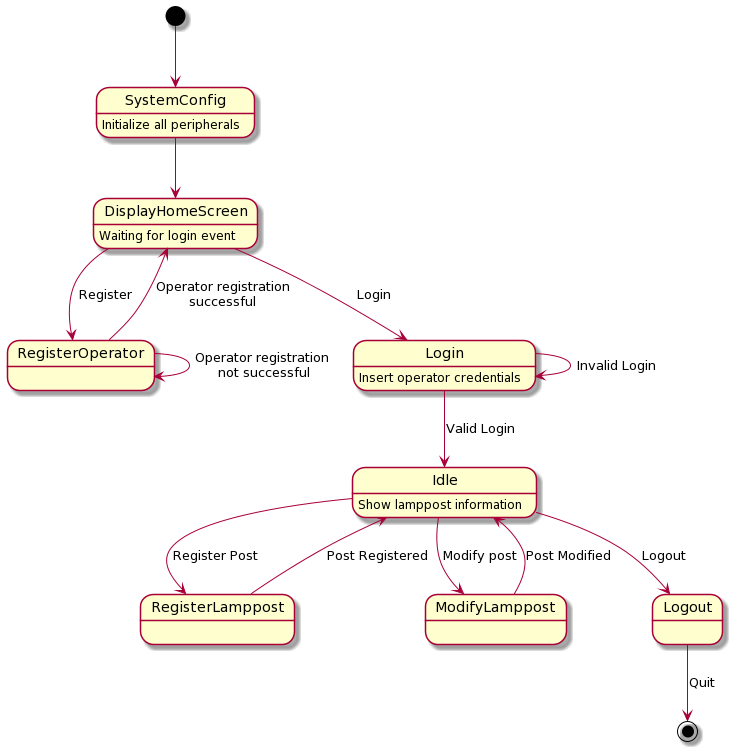 SystemConfig
Initialize all peripherals
DisplayHomeScreen
Waiting for login event
Register
Operator registration
successful
Login
RegisterOperator
Operator registration
not successful
Login
Insert operator credentials
Invalid Login
Valid Login
Idle
Show lamppost information
Register Post
Post Registered
Modify post
Post Modified
Logout
RegisterLamppost
ModifyLamppost
Logout
Quit